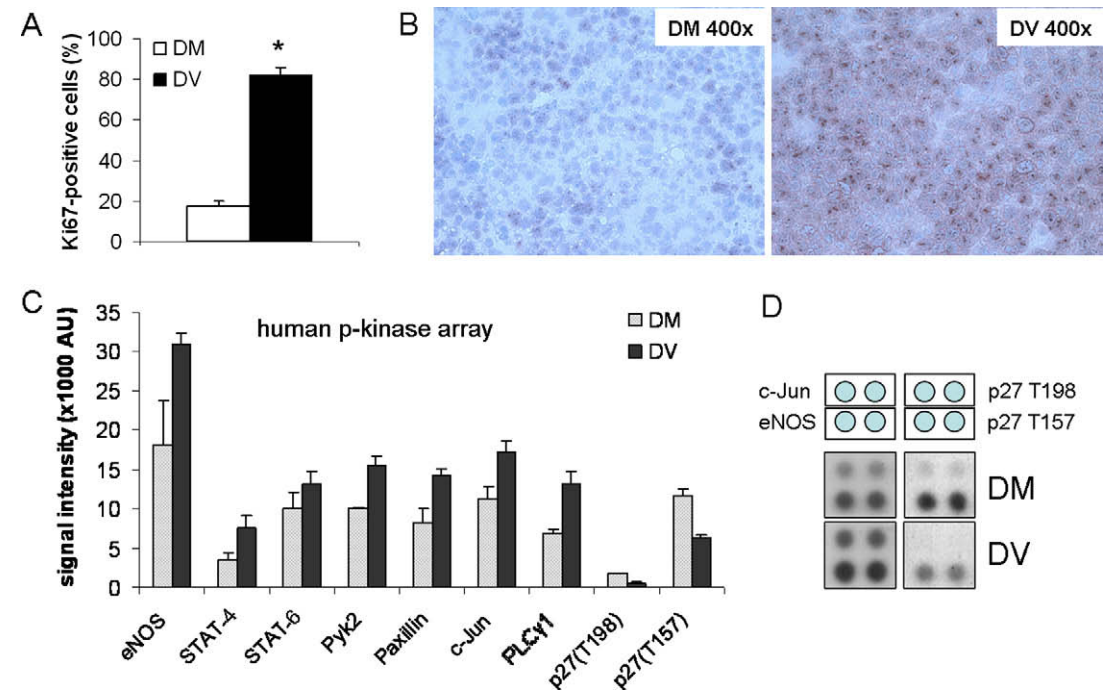 A
100
80
60
40
20
0
Ki67-positive cells (%)
DM
DV
*
B
DM 400x
DV 400x
C
35
30
25
20
15
10
5
0
signal intensity (x1000 AU)
human p-kinase array
DM
DV
eNOS
STAT-4
STAT-6
Pyk2
Paxillin
c-Jun
PLCγ1
p27(T198)
p27(T157)
D
c-Jun p27 T198
eNOS p27 T157
DM
DV